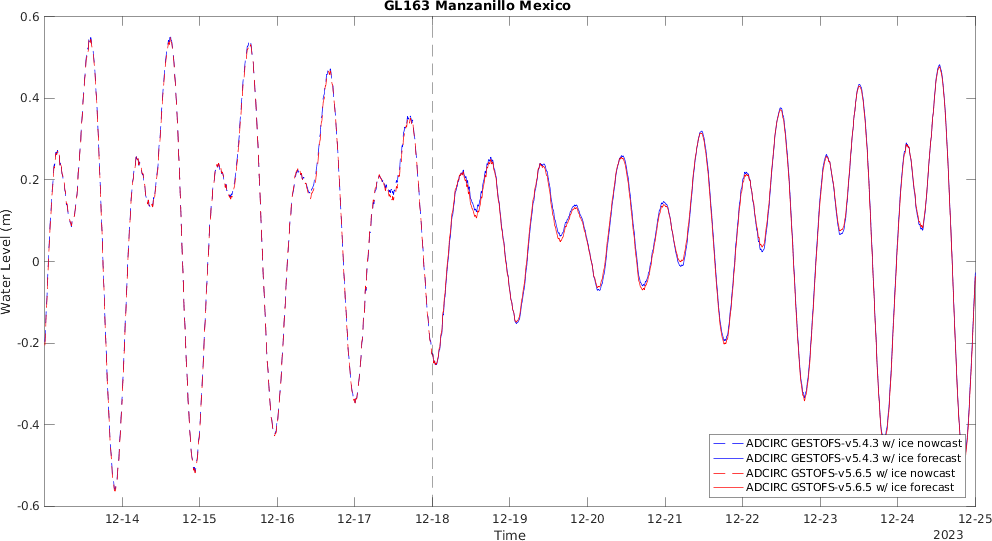 GL163 Manzanillo Mexico
Water Level (m)
0.6
0.4
0.2
0
-0.2
-0.4
-0.6
ADCIRC GESTOFS-v5.4.3 w/ ice nowcast
ADCIRC GESTOFS-v5.4.3 w/ ice forecast
ADCIRC GSTOFS-v5.6.5 w/ ice nowcast
ADCIRC GSTOFS-v5.6.5 w/ ice forecast
12-14 12-15 12-16 12-17 12-18 12-19 12-20 12-21 12-22 12-23 12-24 12-25
Time
2023